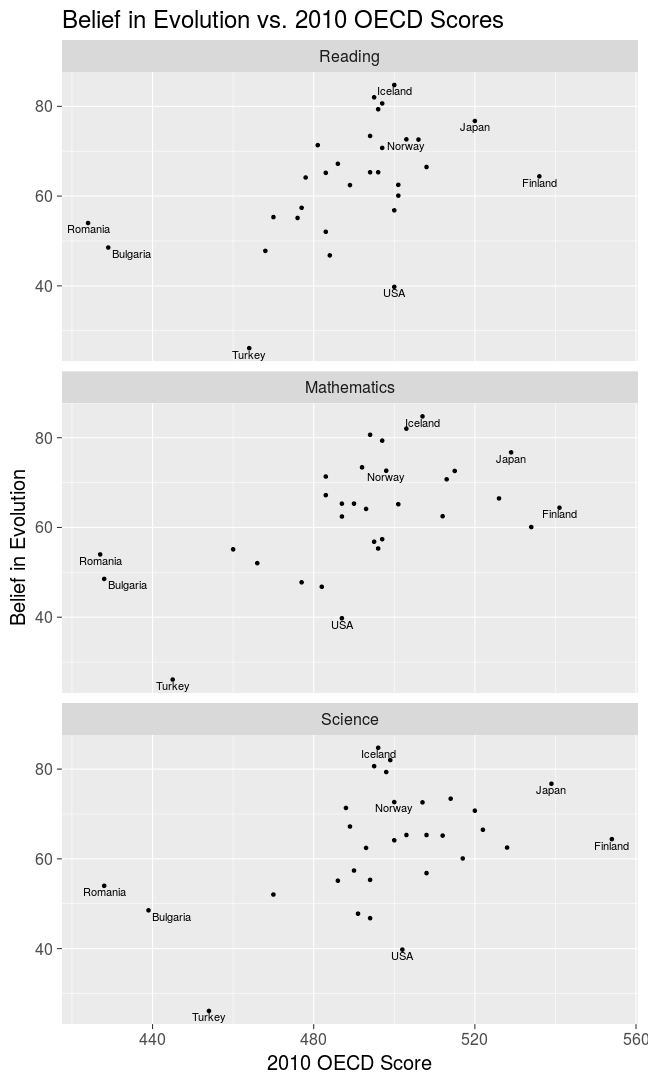 Belief in Evolution vs. 2010 OECD Scores
Reading
80
60
40
Iceland
Japan
Norway
Finland
Romania
Bulgaria
USA
Turkey
Mathematics
80
60
40
Iceland
Japan
Norway
Finland
Romania
Bulgaria
USA
Turkey
Belief in Evolution
Science
80
60
40
Iceland
Japan
Norway
Finland
Romania
Bulgaria
USA
Turkey
440 480 520 560
2010 OECD Score